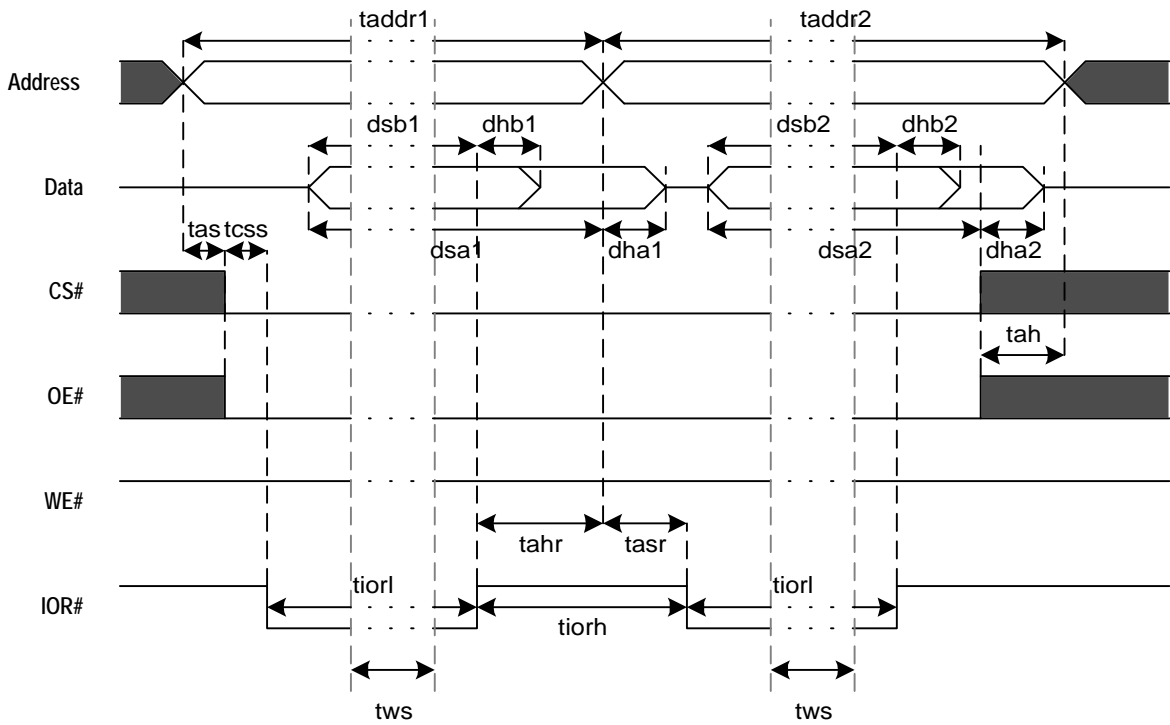 taddr1 taddr2
Address
dsb1 dhb1 dsb2 dhb2
Data
tas tcss dsa1 dha1 dsa2 dha2
CS#
tah
OE#
WE#
tahr tasr
tiorl tiorl
IOR#
tiorh
tws tws